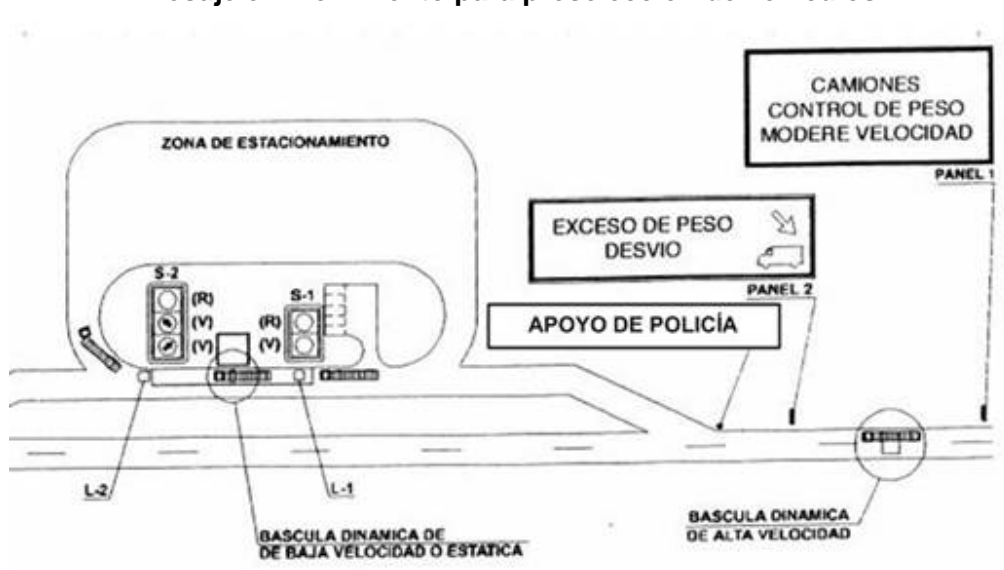 ZONA DE ESTACIONAMIENTO
CAMIONES
CONTROL DE PESO
MODERE VELOCIDAD
PANEL 1
EXCESO DE PESO
DESVIO
PANEL 2
APOYO DE POLICÍA
S-2
(R)
(V)
(V)
S-1
(R)
(V)
L-2
L-1
BASCULA DINAMICA DE
DE BAJA VELOCIDAD O ESTATICA
BASCULA DINAMICA
DE ALTA VELOCIDAD